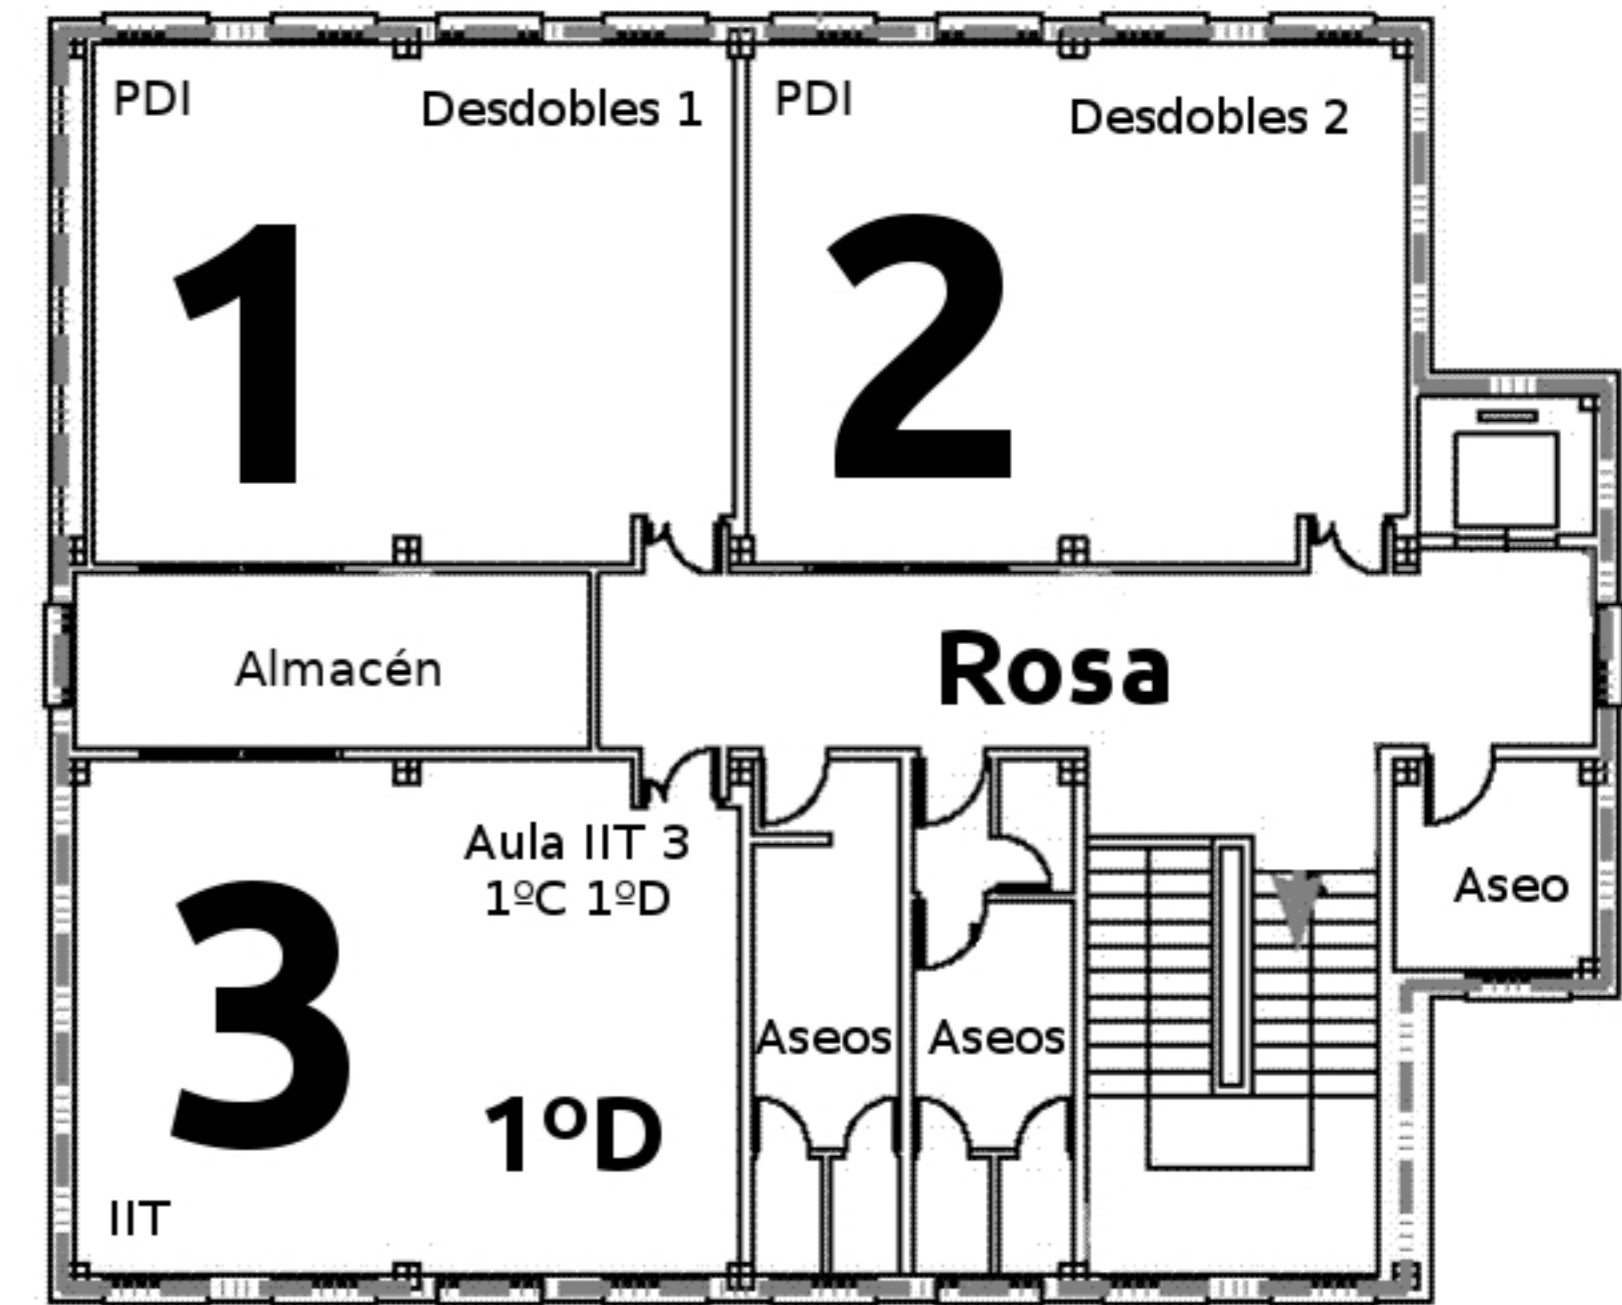 PDI
Desdobles 1
1
PDI
Desdobles 2
2
Almacén
Rosa
Aula IIT 3
1ºC 1ºD
3
1ºD
IIT
Aseos
Aseos
Aseo